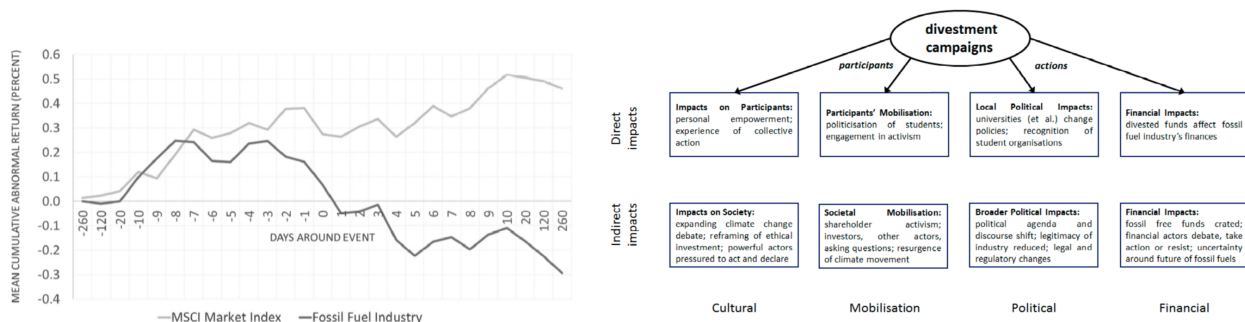 MEAN CUMULATIVE ABNORMAL RETURN (PERCENT)
0.6
0.5
0.4
0.3
0.2
0.1
0.0
-0.1
-0.2
-0.3
-0.4
-260 -120 -20 -10 -9 -8 -7 -6 -5 -4 -3 -2 -1 0 1 2 3 4 5 6 7 8 9 10 20 120 260
DAYS AROUND EVENT
MSCI Market Index Fossil Fuel Industry
divestment
campaigns
participants
actions
Direct
impacts
Impacts on Participants:
personal empowerment;
experience of collective
action
Participants' Mobilisation:
politicisation of students;
engagement in activism
Local Political Impacts:
universities (et al.) change
policies; recognition of
student organisations
Financial Impacts:
divested funds affect fossil
fuel industry's finances
Indirect
impacts
Impacts on Society:
expanding climate change
debate; reframing of ethical
investment; powerful actors
pressured to act and declare
Societal Mobilisation:
shareholder activism;
investors, other actors,
asking questions; resurgence
of climate movement
Broader Political Impacts:
political agenda and
discourse shift; legitimacy of
industry reduced; legal and
regulatory changes
Financial Impacts:
fossil free funds crated;
financial actors debate, take
action or resist; uncertainty
around future of fossil fuels
Cultural
Mobilisation
Political
Financial